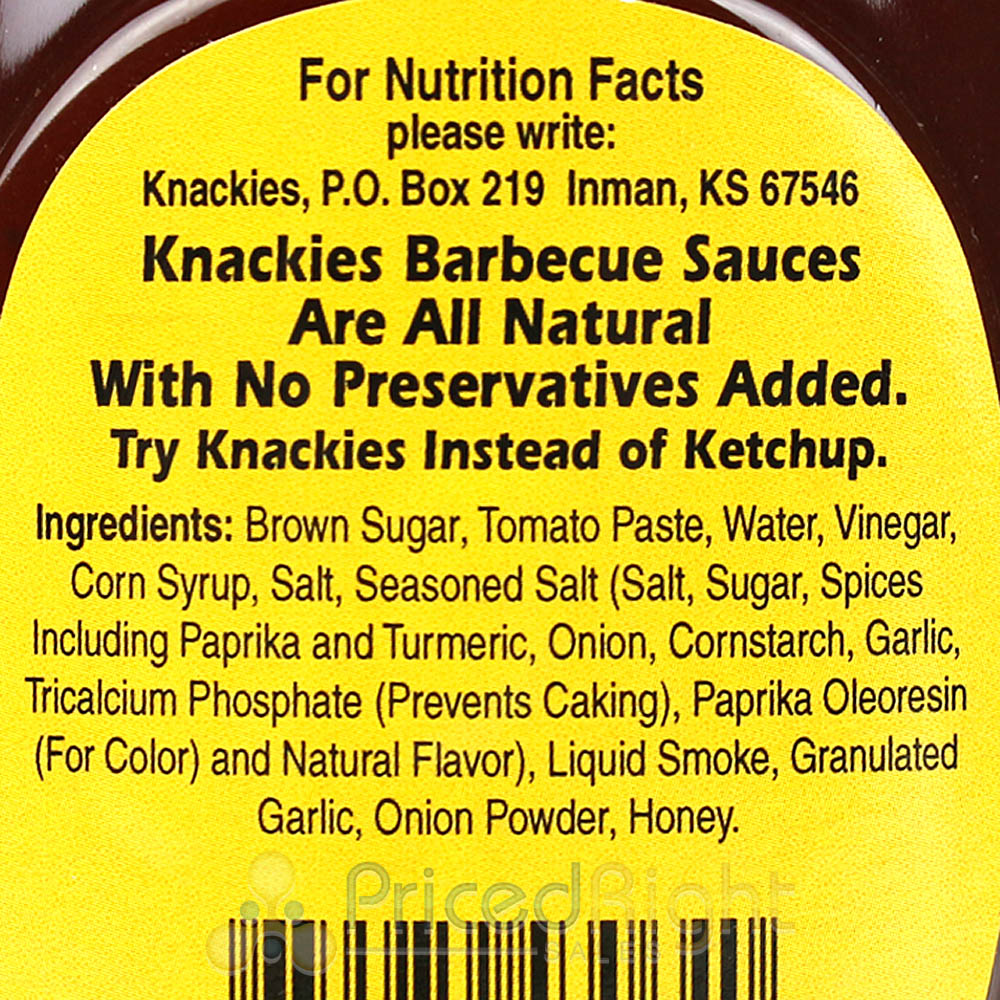 For Nutrition Facts
please write:
Knackies, P.O. Box 219 Inman, KS 67546
Knackies Barbecue Sauces
Are All Natural
With No Preservatives Added.
Try Knackies Instead of Ketchup.
Ingredients: Brown Sugar, Tomato Paste, Water, Vinegar,
Corn Syrup, Salt, Seasoned Salt (Salt, Sugar, Spices
Including Paprika and Turmeric, Onion, Cornstarch, Garlic,
Tricalcium Phosphate (Prevents Caking), Paprika Oleoresin
(For Color) and Natural Flavor), Liquid Smoke, Granulated
Garlic, Onion Powder, Honey.
PricedRight
SALES